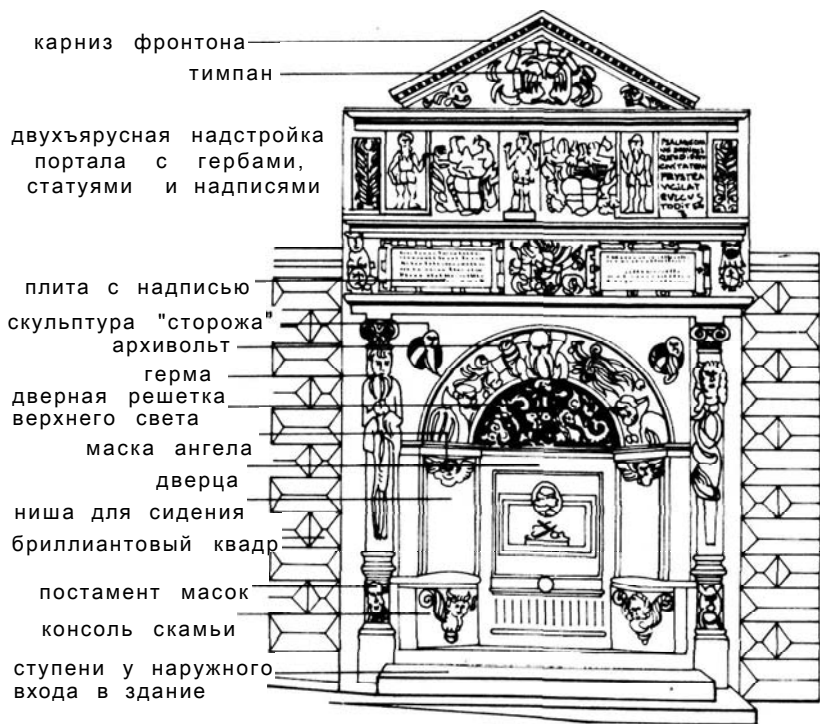 карниз фронтона
тимпан
двухъярусная надстройка
портала с гербами,
статуями и надписями
плита с надписью
скульптура "сторожа"
архивольт
герма
дверная решетка
верхнего света
маска ангела
дверца
ниша для сидения
бриллиантовый квадр
постамент масок
консоль скамьи
ступени у наружного
входа в здание
VIGILAT